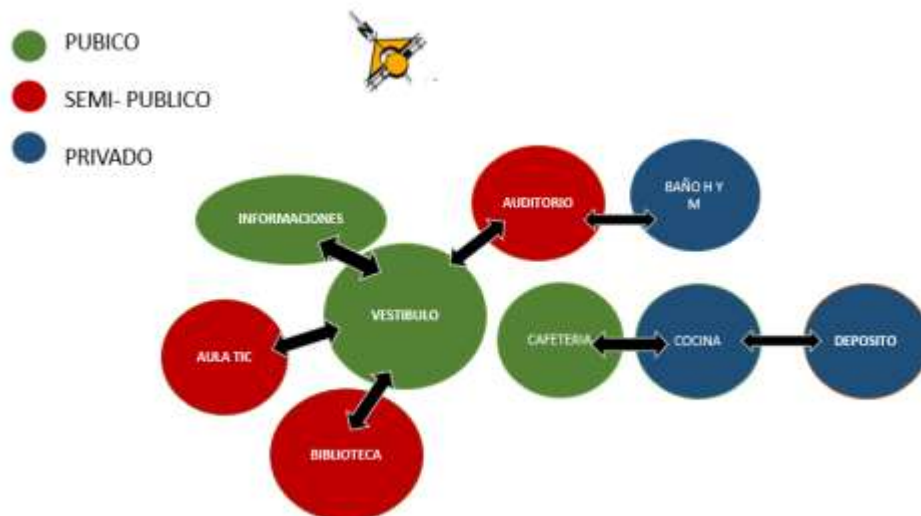 PUBICO
SEMI- PUBLICO
PRIVADO
N
INFORMACIONES
AUDITORIO
BAÑO H Y
M
VESTIBULO
CAFETERIA
COCINA
DEPOSITO
AULA TIC
BIBLIOTECA